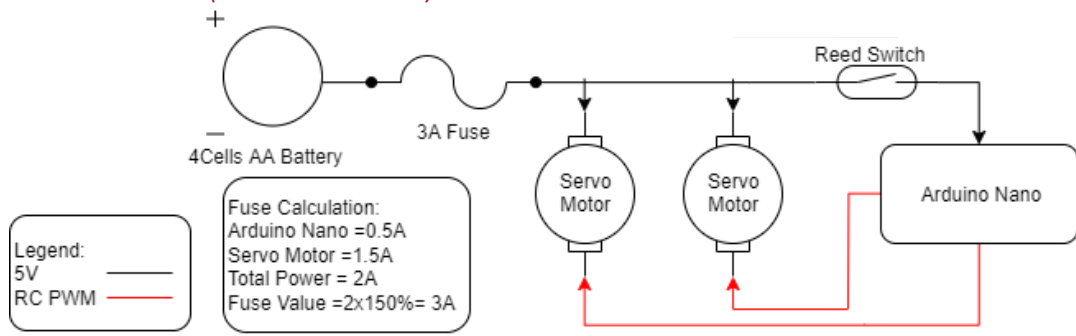 +
Reed Switch
3A Fuse
−
4Cells AA Battery
Servo
Motor
Servo
Motor
Arduino Nano
Fuse Calculation:
Arduino Nano =0.5A
Servo Motor =1.5A
Total Power = 2A
Fuse Value =2x150%= 3A
Legend:
5V
RC PWM